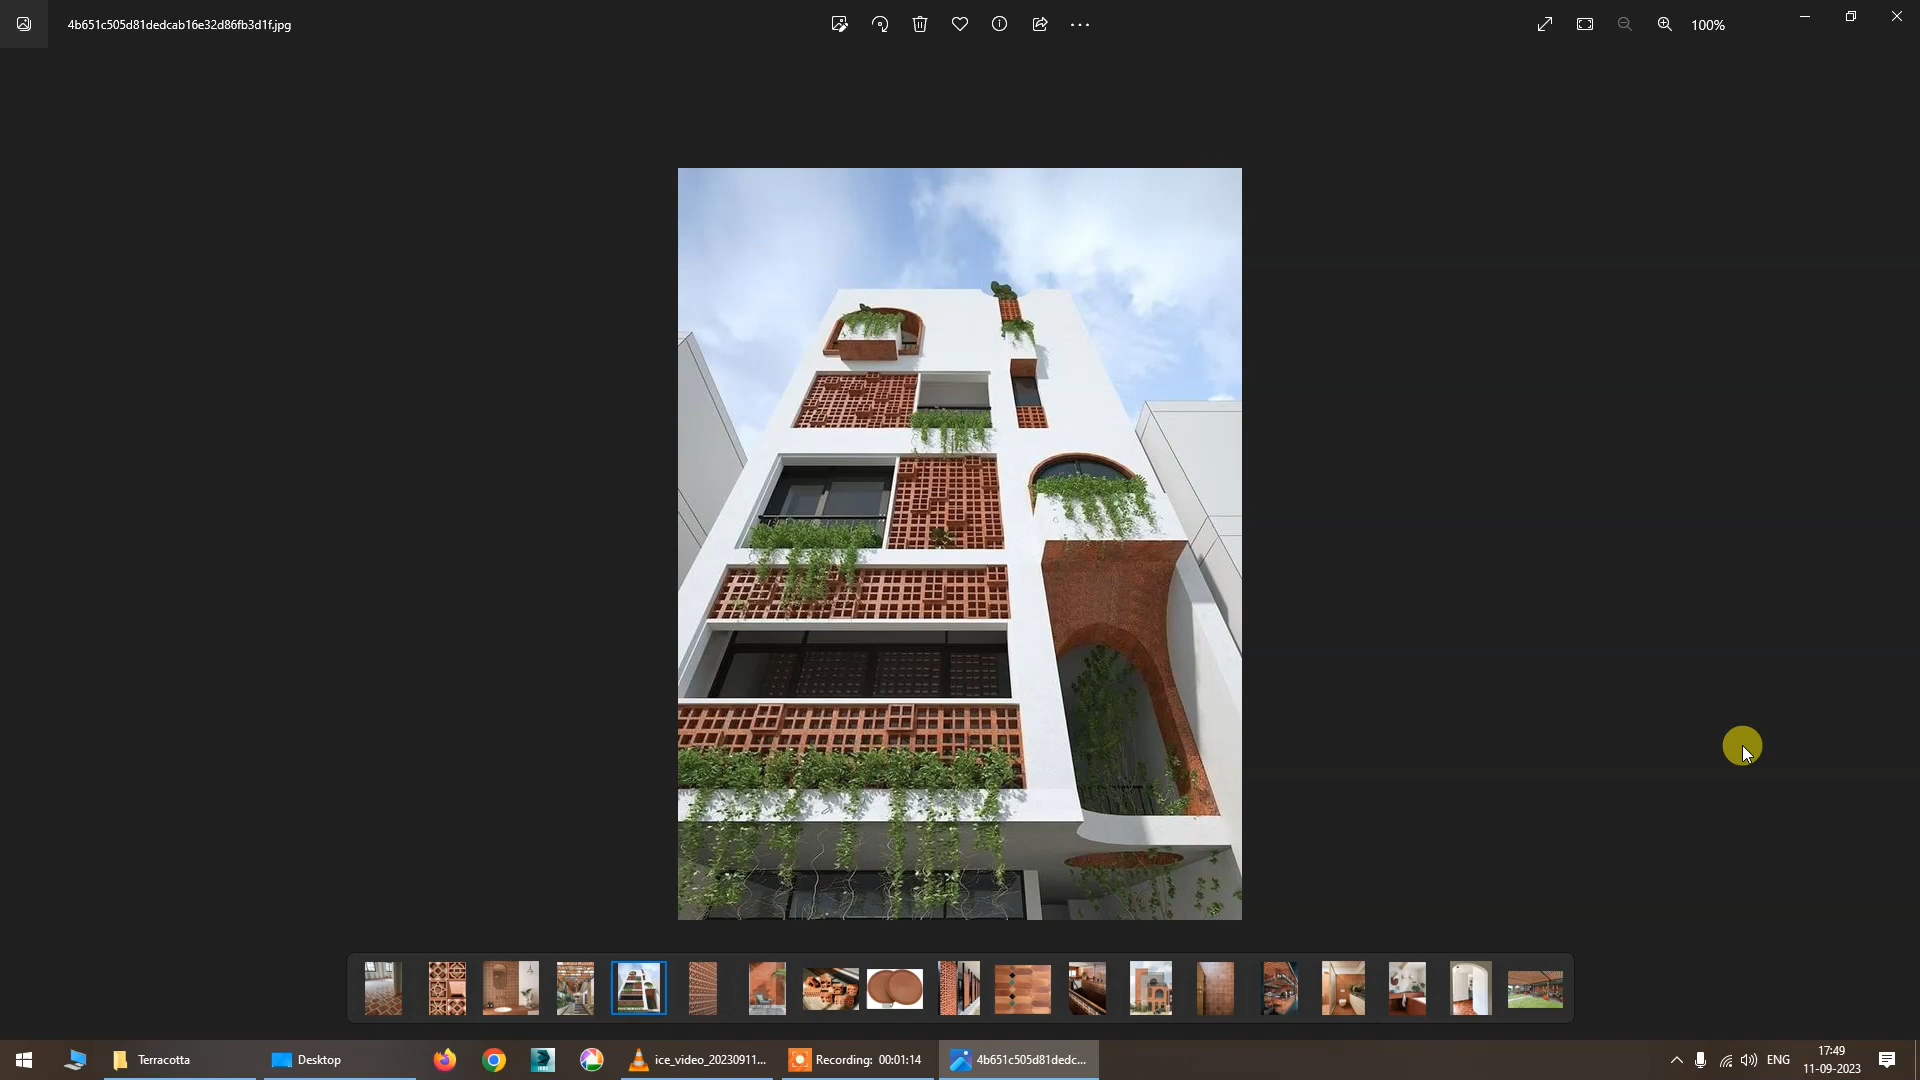 4b651c505d81dedcab16e32d86fb3d1f.jpg
100%
Terracotta
Desktop
ice_video_20230911...
Recording: 00:01:14
4b651c505d81dedc...
ENG
17:49
11-09-2023